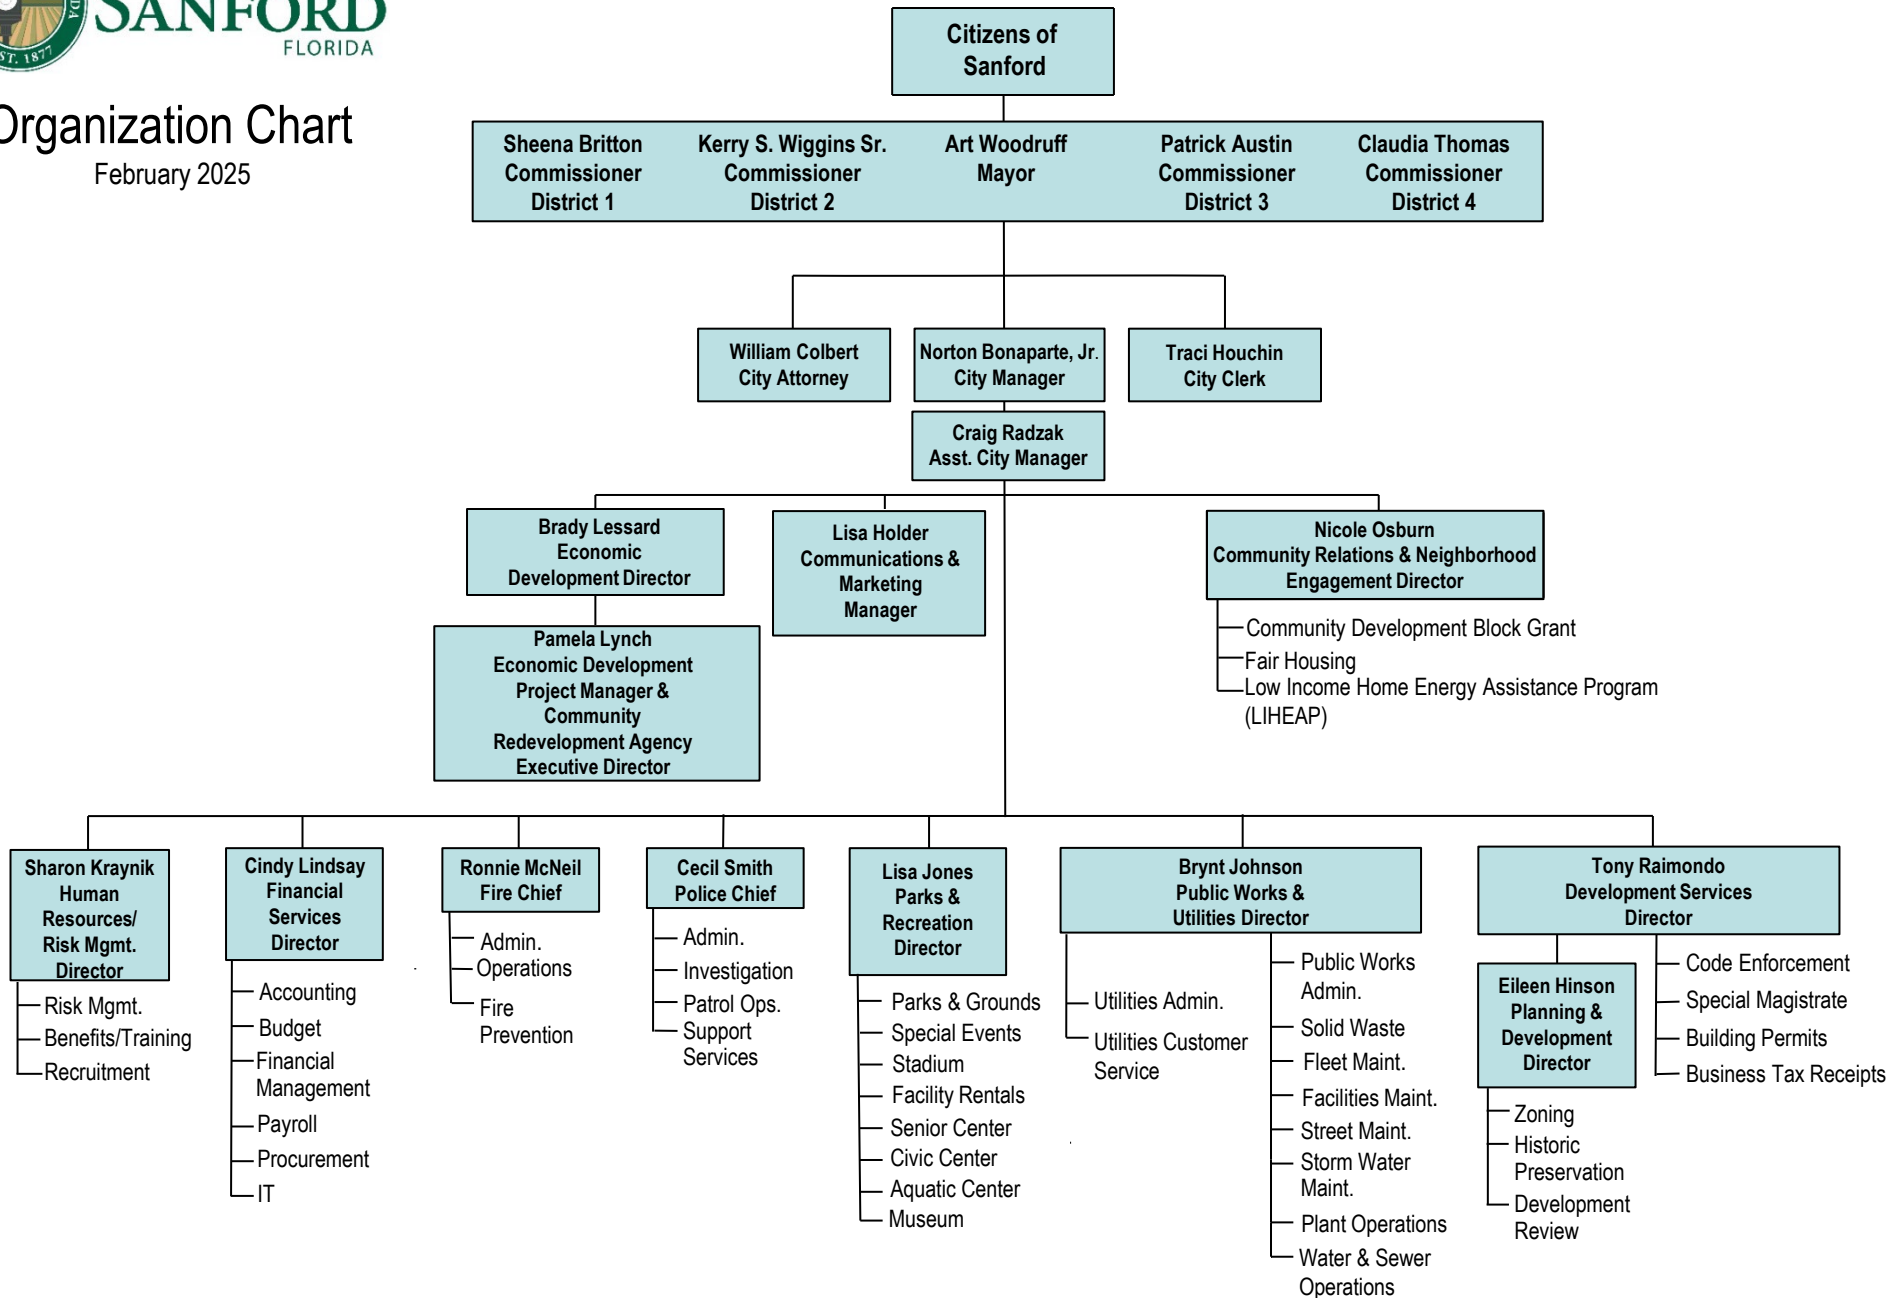 SANFORD
FLORIDA
EST. 1877
Organization Chart
February 2025
Citizens of
Sanford
Sheena Britton
Commissioner
District 1
Kerry S. Wiggins Sr.
Commissioner
District 2
Art Woodruff
Mayor
Patrick Austin
Commissioner
District 3
Claudia Thomas
Commissioner
District 4
William Colbert
City Attorney
Norton Bonaparte, Jr.
City Manager
Traci Houchin
City Clerk
Craig Radzak
Asst. City Manager
Brady Lessard
Economic
Development Director
Lisa Holder
Communications &
Marketing
Manager
Nicole Osburn
Community Relations & Neighborhood
Engagement Director
Community Development Block Grant
Fair Housing
Low Income Home Energy Assistance Program
(LIHEAP)
Pamela Lynch
Economic Development
Project Manager &
Community
Redevelopment Agency
Executive Director
Sharon Kraynik
Human
Resources/
Risk Mgmt.
Director
Risk Mgmt.
Benefits/Training
Recruitment
Cindy Lindsay
Financial
Services
Director
Accounting
Budget
Financial
Management
Payroll
Procurement
IT
Ronnie McNeil
Fire Chief
Admin.
Operations
Fire
Prevention
Cecil Smith
Police Chief
Admin.
Investigation
Patrol Ops.
Support
Services
Lisa Jones
Parks &
Recreation
Director
Parks & Grounds
Special Events
Stadium
Facility Rentals
Senior Center
Civic Center
Aquatic Center
Museum
Brynt Johnson
Public Works &
Utilities Director
Utilities Admin.
Utilities Customer
Service
Public Works
Admin.
Solid Waste
Fleet Maint.
Facilities Maint.
Street Maint.
Storm Water
Maint.
Plant Operations
Water & Sewer
Operations
Tony Raimondo
Development Services
Director
Eileen Hinson
Planning &
Development
Director
Zoning
Historic
Preservation
Development
Review
Code Enforcement
Special Magistrate
Building Permits
Business Tax Receipts